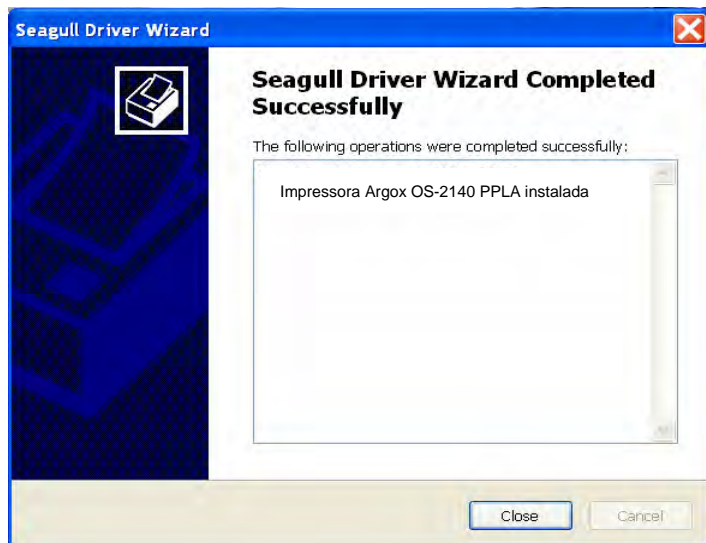 Seagull Driver Wizard
Seagull Driver Wizard Completed
Successfully
The following operations were completed successfully:
Impressora Argox OS-2140 PPLA instalada
Close
Cancel